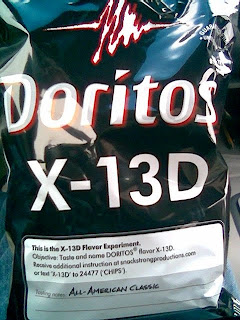 Doritos
X-13D
This is the X-13D Flavor Experiment.
Objective: Taste and name DORITOS® flavor X-13D.
Receive additional instruction at snackstrongproductions.com
or text 'X-13D' to 24477 ('CHIPS')
ALL-AMERICAN CLASSIC